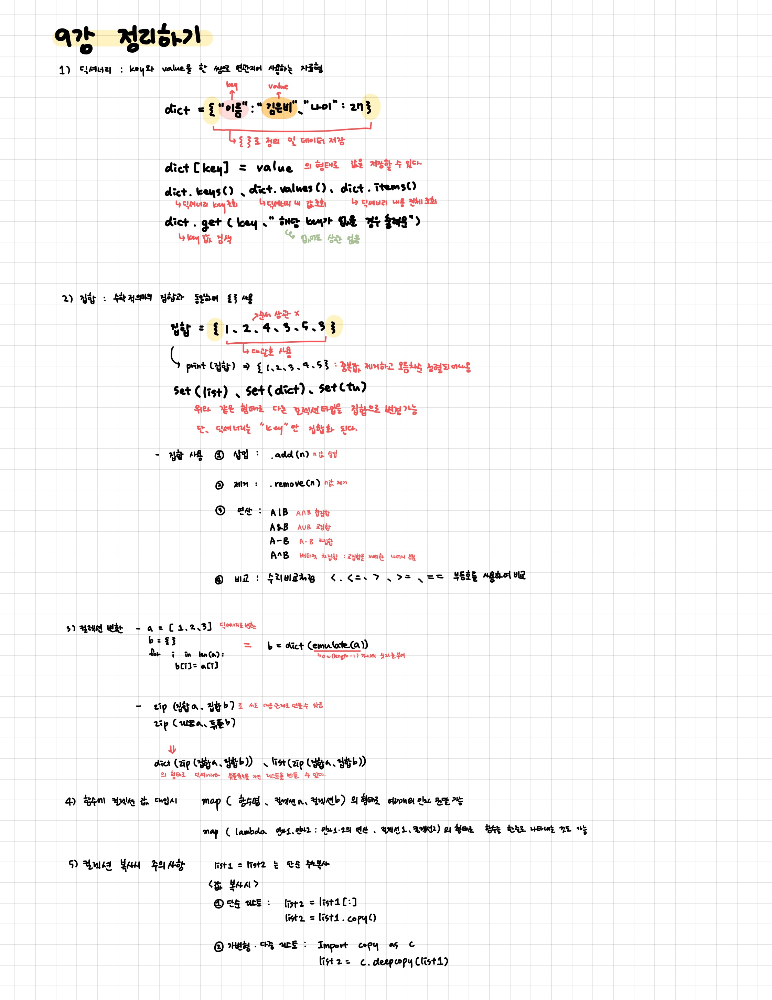 9강 정리하기
1) 딕셔너리 : key와 value을 한 쌍으로 연관지어 사용하는 자료형
key value
dict = { "이름" : "김은비"、"나이" : 27 }
↳ { } 로 정의 및 데이터 저장
dict [key] = value 의 형태로 값을 저장할 수 있다.
dict. keys() 、 dict. values() 、 dict. items()
↳ 딕셔너리 key 조회 ↳ 딕셔너리 내 값 조회 ↳ 딕셔너리 내용 전체 조회
dict. get ( key 、" 해당 key가 없을 경우 출력문" )
↳ key 값 검색 ↳ 없어도 상관 없음
2) 집합 : 수학적의미의 집합과 동일하며 { } 사용
↗ 순서 상관 x
집합 = { 1、2、4、3、5、3 }
↳ 대괄호 사용
print (집합) ⇒ { 1、2、3、4、5 } : 중복값 제거하고 오름차순 정렬되어사용
set (list) 、set (dict) 、set (tu)
위와 같은 형태로 다른 컬렉션타입을 집합으로 변경가능
단、 딕셔너리는 "key"만 집합화 된다.
- 집합 사용 ① 삽입 : .add(n) n 값 삽입
② 제거 : .remove(n) n값 제거
③ 연산 : A|B A∩B 합집합
A&B A∪B 교집합
A-B A-B 차집합
A^B 배타적 차집합 : 교집합을 제외한 나머지 부분
④ 비교 : 수리비교처럼 <、<=、>、>=、== 부등호를 사용하여 비교
3) 컬렉션 변환 - a = [ 1、2、3 ] 딕셔너리로 변환
b = { }
for i in len(a):
b[i] = a[i]
= b = dict (emulate(a))
↳ 0~(length-1) 까지의 숫자를 부여
- zip (집합a、집합b) 로 서로 대응관계로 만들수 있음
zip (리스트a、튜플b)
⇓
dict (zip (집합a、집합b)) 、list (zip (집합a、집합b))
의 형태로 딕셔너리와 튜플을 가진 리스트를 만들 수 있다.
4) 함수에 컬렉션 값 대입시 map ( 함수명 、컬렉션a、컬렉션b ) 의 형태로 여러개의 인자 전달 가능
map ( lambda 인자1、인자2 : 인자1·2의 연산 、컬렉션1、컬렉션2 ) 의 형태로 함수를 한줄로 나타내는 것도 가능
5) 컬렉션 복사시 주의사항 list1 = list2 는 단순 주소복사
<값 복사시>
① 단순 리스트 : list2 = list1 [:]
list2 = list1. copy()
② 가변형 · 다중 리스트 : Import copy as c
list2 = c. deepcopy (list1)